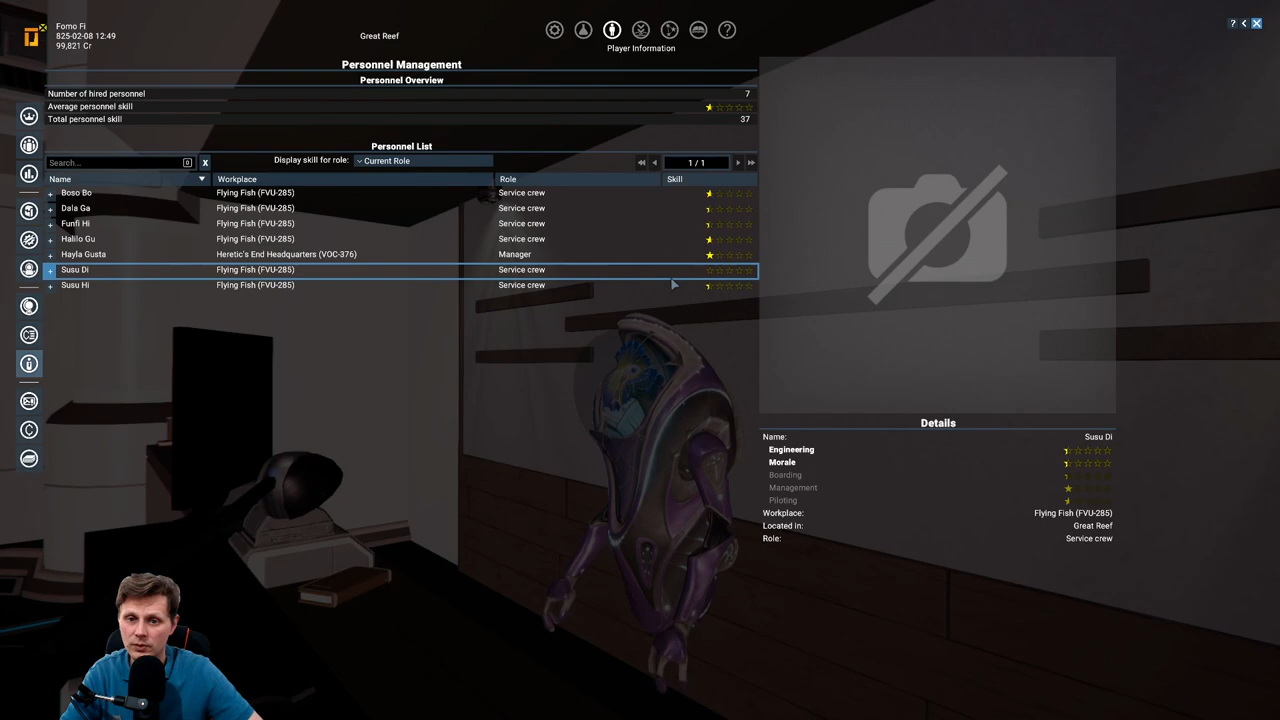 Fomo Fi
825-02-08 12:49
99,821 Cr
Great Reef
Player Information
Personnel Management
Personnel Overview
Number of hired personnel 7
Average personnel skill
Total personnel skill 37
Personnel List
Search... x Display skill for role: Current Role 1 / 1
Name Workplace Role Skill
+ Boso Bo Flying Fish (FVU-285) Service crew
+ Dala Ga Flying Fish (FVU-285) Service crew
+ Funfi Hi Flying Fish (FVU-285) Service crew
+ Halilo Gu Flying Fish (FVU-285) Service crew
+ Hayla Gusta Heretic's End Headquarters (VOC-376) Manager
+ Susu Di Flying Fish (FVU-285) Service crew
+ Susu Hi Flying Fish (FVU-285) Service crew
Details
Name: Susu Di
Engineering
Morale
Boarding
Management
Piloting
Workplace: Flying Fish (FVU-285)
Located in: Great Reef
Role: Service crew